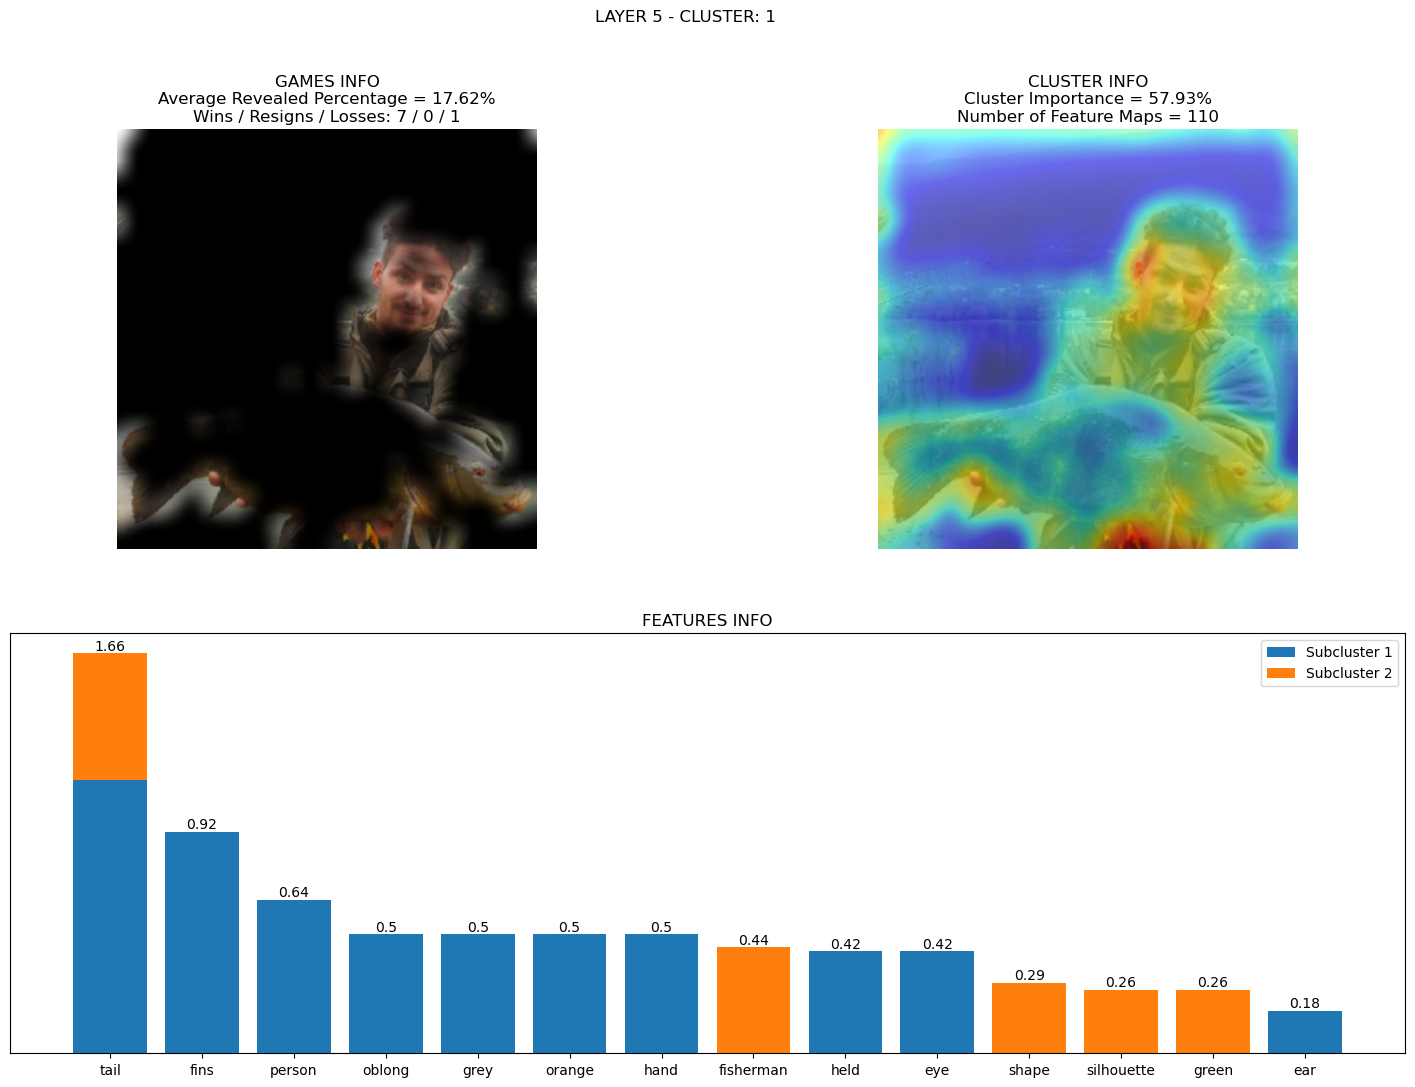 LAYER 5 - CLUSTER: 1
GAMES INFO
Average Revealed Percentage = 17.62%
Wins / Resigns / Losses: 7 / 0 / 1
CLUSTER INFO
Cluster Importance = 57.93%
Number of Feature Maps = 110
FEATURES INFO
Subcluster 1
Subcluster 2
1.66
0.92
0.64
0.5
0.5
0.5
0.5
0.44
0.42
0.42
0.29
0.26
0.26
0.18
tail
fins
person
oblong
grey
orange
hand
fisherman
held
eye
shape
silhouette
green
ear